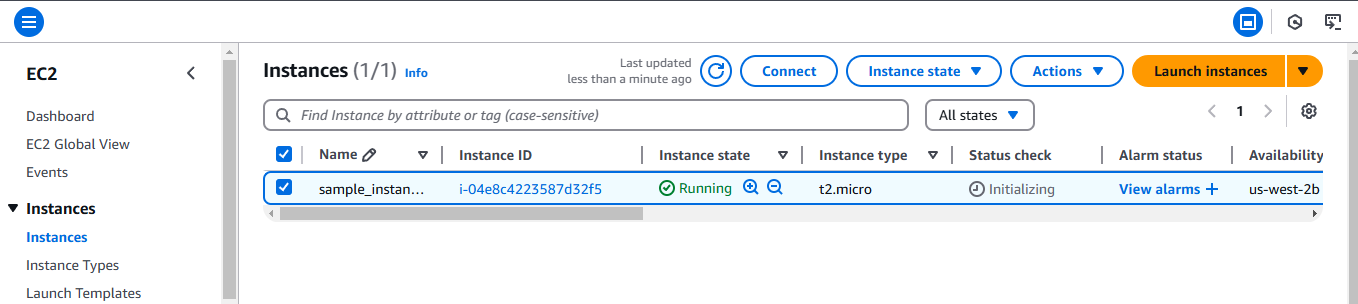 EC2
Dashboard
EC2 Global View
Events
Instances
Instances
Instance Types
Launch Templates
Instances (1/1) Info
Last updated
less than a minute ago
Connect
Instance state
Actions
Launch instances
Find Instance by attribute or tag (case-sensitive)
All states
1
Name Instance ID Instance state Instance type Status check Alarm status Availability
sample_instan... i-04e8c4223587d32f5 Running t2.micro Initializing View alarms + us-west-2b